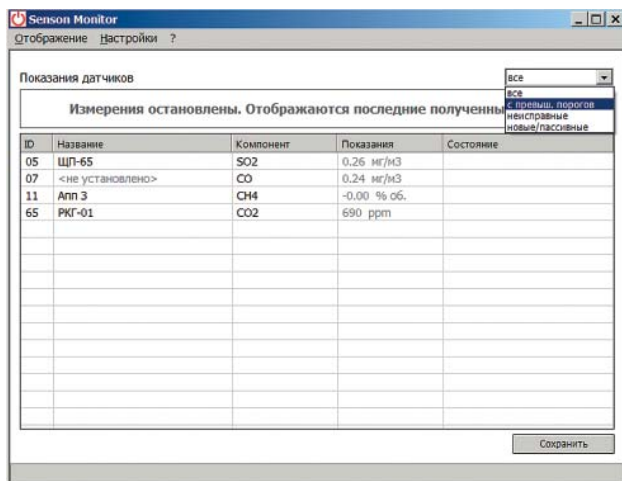 Senson Monitor
Отображение Настройки ?
Показания датчиков
все
все
с превыш. порогов
неисправные
новые/пассивные
Измерения остановлены. Отображаются последние
ID Название Компонент Показания Состояние
05 ЩП-65 SO2 0.26 мг/м3
07 <не установлено> CO 0.24 мг/м3
11 Апп 3 CH4 -0.00 % об.
65 РКГ-01 CO2 690 ppm
Сохранить